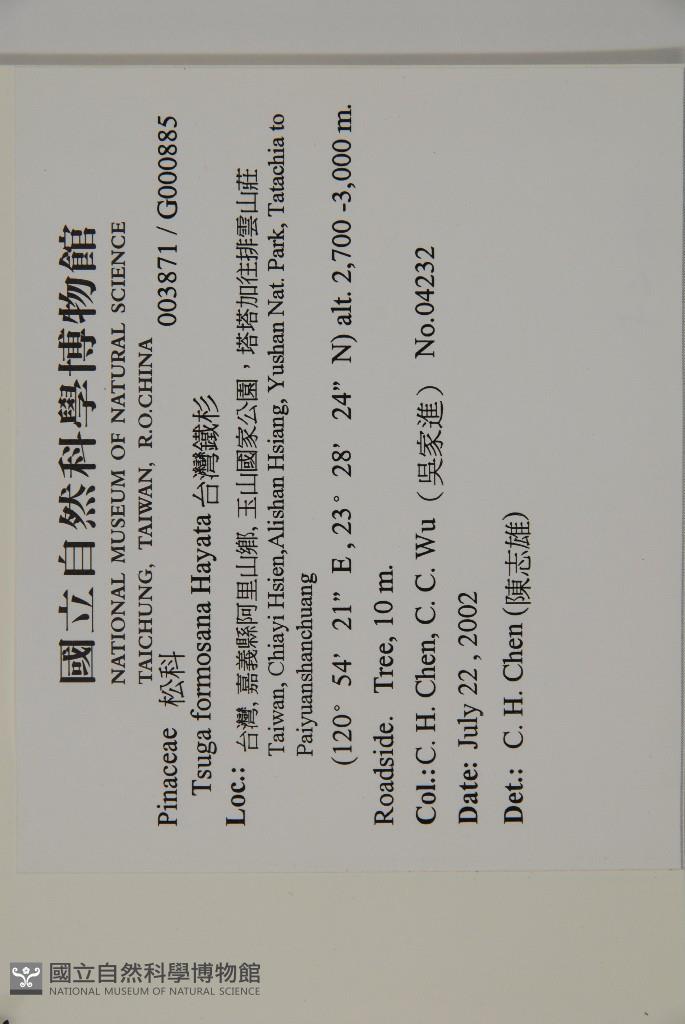 國立自然科學博物館
NATIONAL MUSEUM OF NATURAL SCIENCE
TAICHUNG, TAIWAN, R.O.CHINA
Pinaceae 松科 003871 / G000885
Tsuga formosana Hayata 台灣鐵杉
Loc.: 台灣, 嘉義縣阿里山鄉, 玉山國家公園，塔塔加往排雲山莊
Taiwan, Chiayi Hsien,Alishan Hsiang, Yushan Nat. Park, Tatachia to
Paiyuanshanchuang
(120° 54' 21" E , 23° 28' 24" N) alt. 2,700 -3,000 m.
Roadside. Tree, 10 m.
Col.:C. H. Chen, C. C. Wu（吳家進） No.04232
Date: July 22 , 2002
Det.: C. H. Chen (陳志雄)
國立自然科學博物館
NATIONAL MUSEUM OF NATURAL SCIENCE